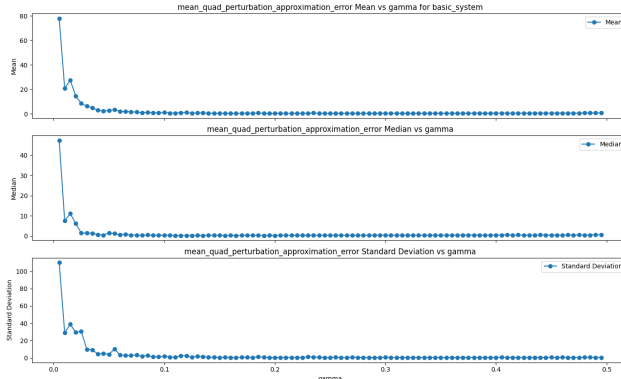 mean_quad_perturbation_approximation_error Mean vs gamma for basic_system
80
60
40
20
0
Mean
Mean
mean_quad_perturbation_approximation_error Median vs gamma
40
30
20
10
0
Median
Median
mean_quad_perturbation_approximation_error Standard Deviation vs gamma
100
80
60
40
20
0
Standard Deviation
Standard Deviation
0.0 0.1 0.2 0.3 0.4 0.5
gamma